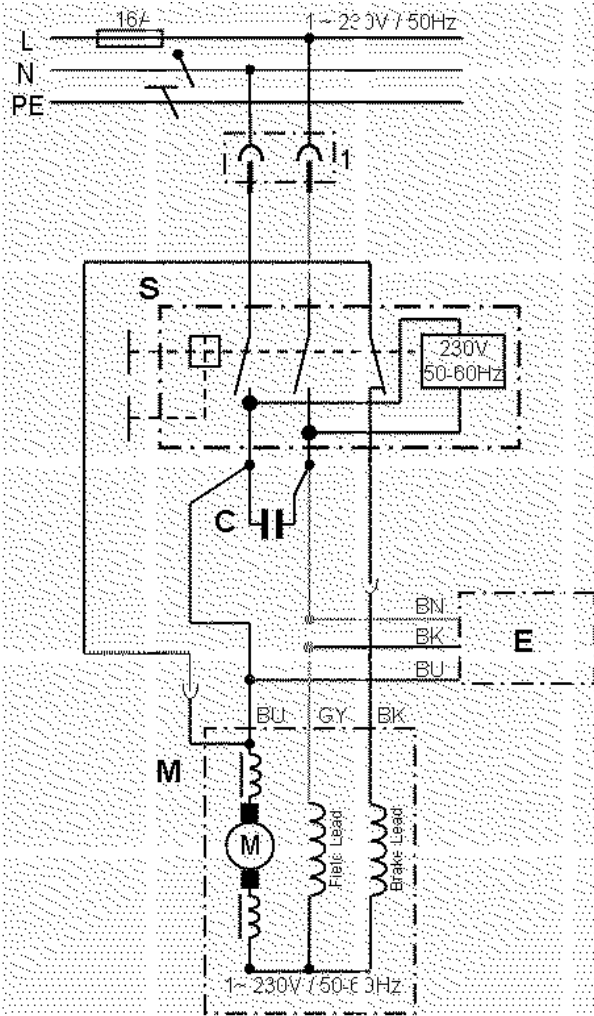 16A
1~ 230V / 50Hz
L
N
PE
1
S
230V
50-60Hz
C
BN
BK
E
BU
BU GY BK
M
M
Field Lead
Brake Lead
1~ 230V / 50-60Hz